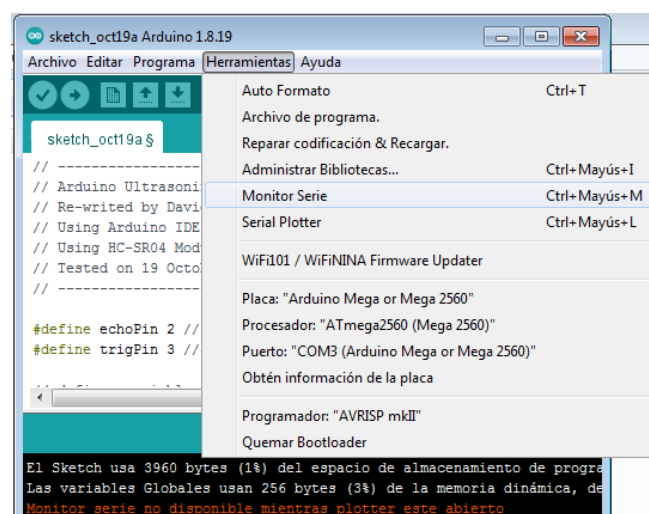 sketch_oct19a Arduino 1.8.19
Archivo Editar Programa Herramientas Ayuda
sketch_oct19a §
Auto Formato Ctrl+T
Archivo de programa.
Reparar codificación & Recargar.
Administrar Bibliotecas... Ctrl+Mayús+I
Monitor Serie Ctrl+Mayús+M
Serial Plotter Ctrl+Mayús+L
WiFi101 / WiFiNINA Firmware Updater
Placa: "Arduino Mega or Mega 2560"
Procesador: "ATmega2560 (Mega 2560)"
Puerto: "COM3 (Arduino Mega or Mega 2560)"
Obtén información de la placa
Programador: "AVRISP mkII"
Quemar Bootloader
// -----------------
// Arduino Ultrasoni
// Re-writed by Davi
// Using Arduino IDE
// Using HC-SR04 Mod
// Tested on 19 Octo
// -----------------
#define echoPin 2 //
#define trigPin 3 //
El Sketch usa 3960 bytes (1%) del espacio de almacenamiento de progra
Las variables Globales usan 256 bytes (3%) de la memoria dinámica, de
Monitor serie no disponible mientras plotter este abierto